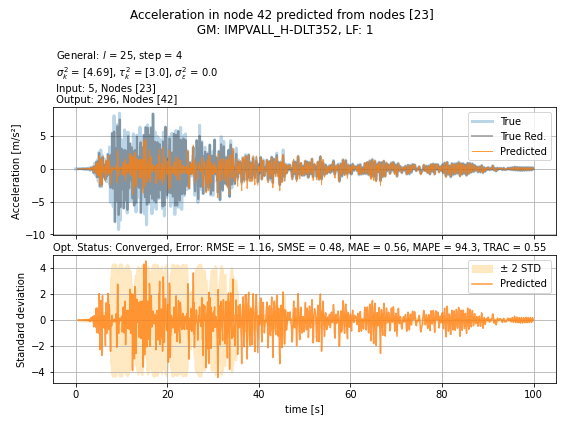 Acceleration in node 42 predicted from nodes [23]
GM: IMPVALL_H-DLT352, LF: 1
General: l = 25, step = 4
σ²ₖ = [4.69], τ²ₖ = [3.0], σ²ε = 0.0
Input: 5, Nodes [23]
Output: 296, Nodes [42]
Acceleration [m/s²]
5
0
−5
−10
True
True Red.
Predicted
Opt. Status: Converged, Error: RMSE = 1.16, SMSE = 0.48, MAE = 0.56, MAPE = 94.3, TRAC = 0.55
Standard deviation
4
2
0
−2
−4
± 2 STD
Predicted
0 20 40 60 80 100
time [s]